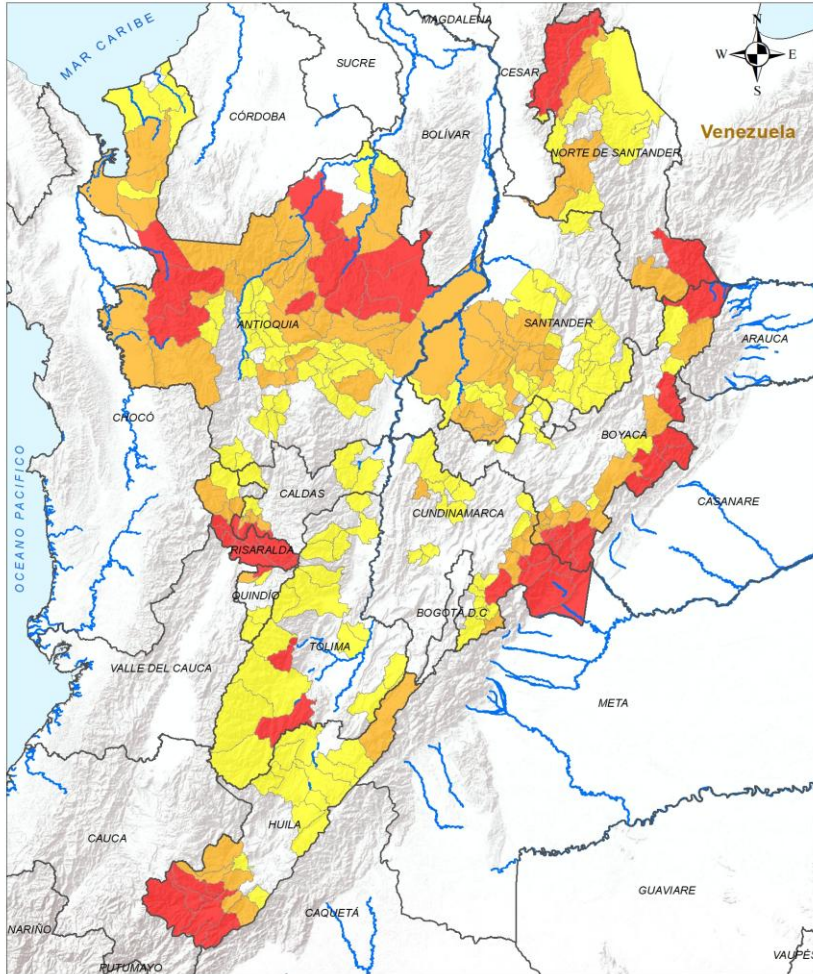 MAR CARIBE
MAGDALENA
N
W
E
S
SUCRE
CESAR
CÓRDOBA
BOLÍVAR
Venezuela
NORTE DE SANTANDER
ANTIOQUIA
SANTANDER
ARAUCA
CHOCÓ
BOYACÁ
OCEANO PACIFICO
CALDAS
CUNDINAMARCA
CASANARE
RISARALDA
QUINDÍO
BOGOTÁ,D.C
TOLIMA
VALLE DEL CAUCA
META
HUILA
CAUCA
GUAVIARE
CAQUETÁ
NARIÑO
PUTUMAYO
VAUPÉS